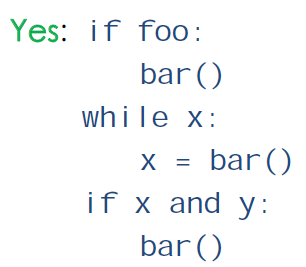 Yes: if foo:
bar()
while x:
x = bar()
if x and y:
bar()